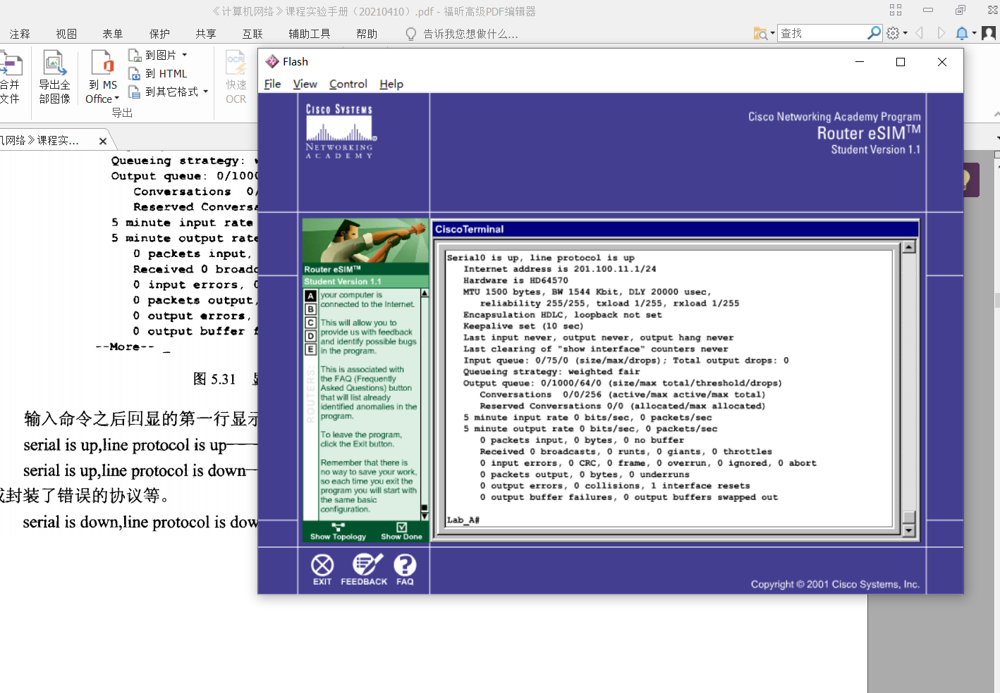 《计算机网络》课程实验手册（20210410）.pdf - 福昕高级PDF编辑器
注释 视图 表单 保护 共享 互联 辅助工具 帮助 告诉我您想做什么... 查找
合并
文件
导出全
部图像
到 MS
Office
到图片
到 HTML
到其它格式
导出
快速
OCR
机网络》课程实...
Queueing strategy:
Output queue: 0/100
Conversations 0/
Reserved Convers
5 minute input rate
5 minute output rate
0 packets input,
Received 0 broadc
0 input errors,
0 packets output,
0 output errors,
0 output buffer f
--More-- _
图 5.31
输入命令之后回显的第一行显示
serial is up,line protocol is up——
serial is up,line protocol is down—
或封装了错误的协议等。
serial is down,line protocol is dow
Flash
File View Control Help
CISCO SYSTEMS
NETWORKING
ACADEMY
Cisco Networking Academy Program
Router eSIM™
Student Version 1.1
Router eSIM™
Student Version 1.1
A
B
C
D
E
ROUTERS:
your computer is
connected to the Internet.
This will allow you to
provide us with feedback
and identify possible bugs
in the program.
This is associated with
the FAQ (Frequently
Asked Questions) button
that will list already
identified anomalies in the
program.
To leave the program,
click the Exit button.
Remember that there is
no way to save your work,
so each time you exit the
program you will start with
the same basic
configuration.
Show Topology Show Done
CiscoTerminal
Serial0 is up, line protocol is up
Internet address is 201.100.11.1/24
Hardware is HD64570
MTU 1500 bytes, BW 1544 Kbit, DLY 20000 usec,
reliability 255/255, txload 1/255, rxload 1/255
Encapsulation HDLC, loopback not set
Keepalive set (10 sec)
Last input never, output never, output hang never
Last clearing of "show interface" counters never
Input queue: 0/75/0 (size/max/drops); Total output drops: 0
Queueing strategy: weighted fair
Output queue: 0/1000/64/0 (size/max total/threshold/drops)
Conversations 0/0/256 (active/max active/max total)
Reserved Conversations 0/0 (allocated/max allocated)
5 minute input rate 0 bits/sec, 0 packets/sec
5 minute output rate 0 bits/sec, 0 packets/sec
0 packets input, 0 bytes, 0 no buffer
Received 0 broadcasts, 0 runts, 0 giants, 0 throttles
0 input errors, 0 CRC, 0 frame, 0 overrun, 0 ignored, 0 abort
0 packets output, 0 bytes, 0 underruns
0 output errors, 0 collisions, 1 interface resets
0 output buffer failures, 0 output buffers swapped out
Lab_A#
EXIT FEEDBACK FAQ
Copyright © 2001 Cisco Systems, Inc.